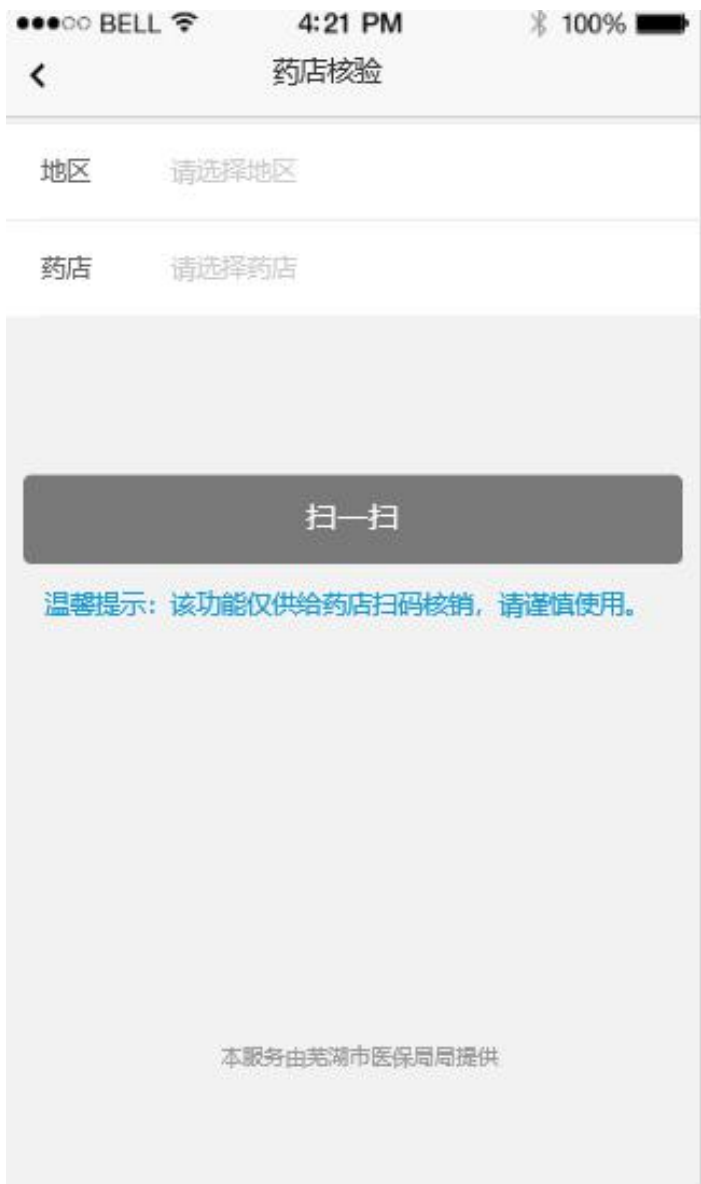 BELL 4:21 PM 100%
药店核验
地区 请选择地区
药店 请选择药店
扫一扫
温馨提示：该功能仅供给药店扫码核销，请谨慎使用。
本服务由芜湖市医保局局提供